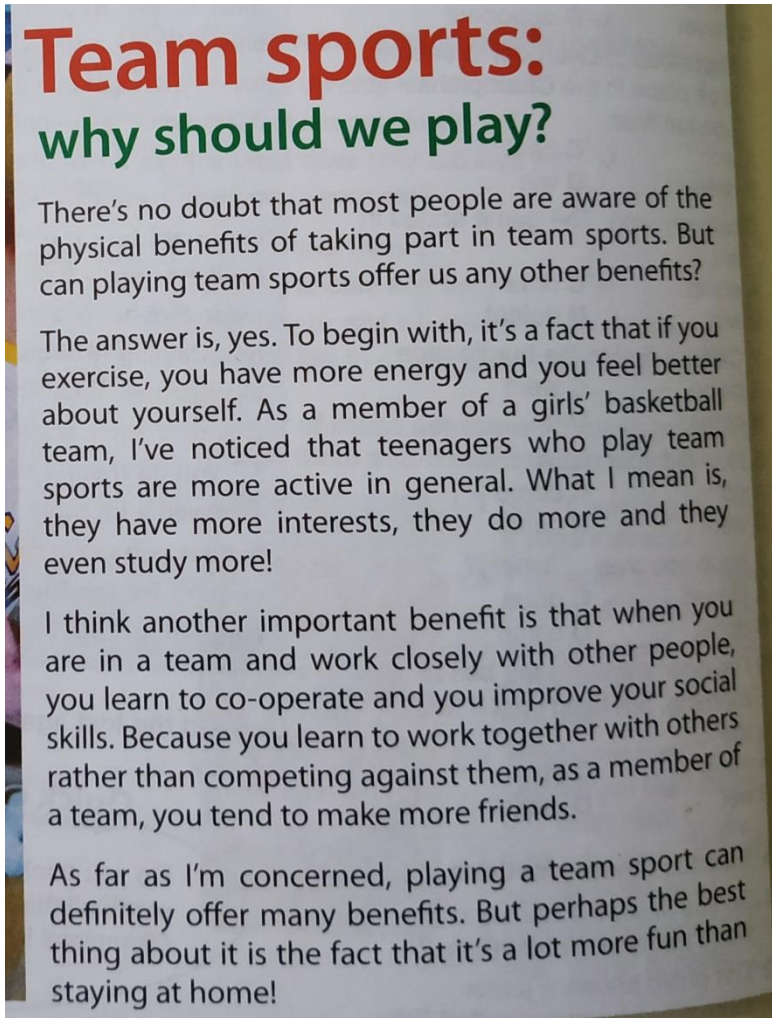 Team sports:
why should we play?
There's no doubt that most people are aware of the
physical benefits of taking part in team sports. But
can playing team sports offer us any other benefits?
The answer is, yes. To begin with, it's a fact that if you
exercise, you have more energy and you feel better
about yourself. As a member of a girls' basketball
team, I've noticed that teenagers who play team
sports are more active in general. What I mean is,
they have more interests, they do more and they
even study more!
I think another important benefit is that when you
are in a team and work closely with other people,
you learn to co-operate and you improve your social
skills. Because you learn to work together with others
rather than competing against them, as a member of
a team, you tend to make more friends.
As far as I'm concerned, playing a team sport can
definitely offer many benefits. But perhaps the best
thing about it is the fact that it's a lot more fun than
staying at home!